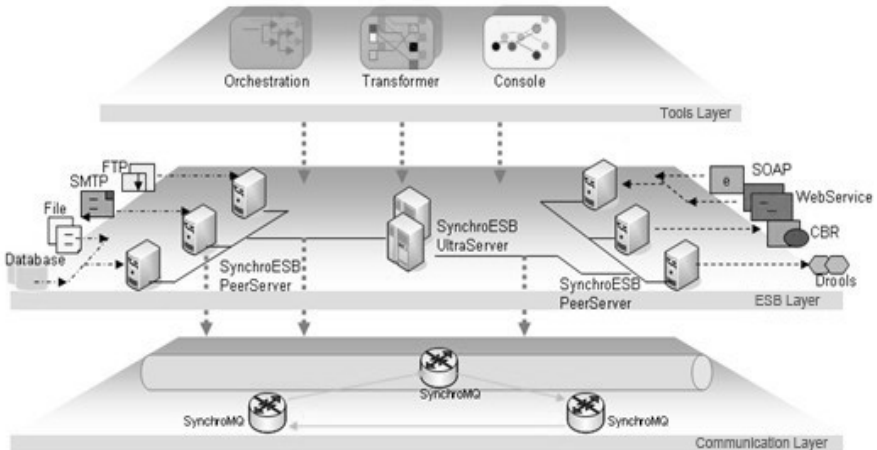 Orchestration
Transformer
Console
Tools Layer
FTP
SMTP
File
Database
SynchroESB
PeerServer
SynchroESB
UltraServer
SynchroESB
PeerServer
SOAP
e
WebService
CBR
Drools
ESB Layer
SynchroMQ
SynchroMQ
SynchroMQ
Communication Layer